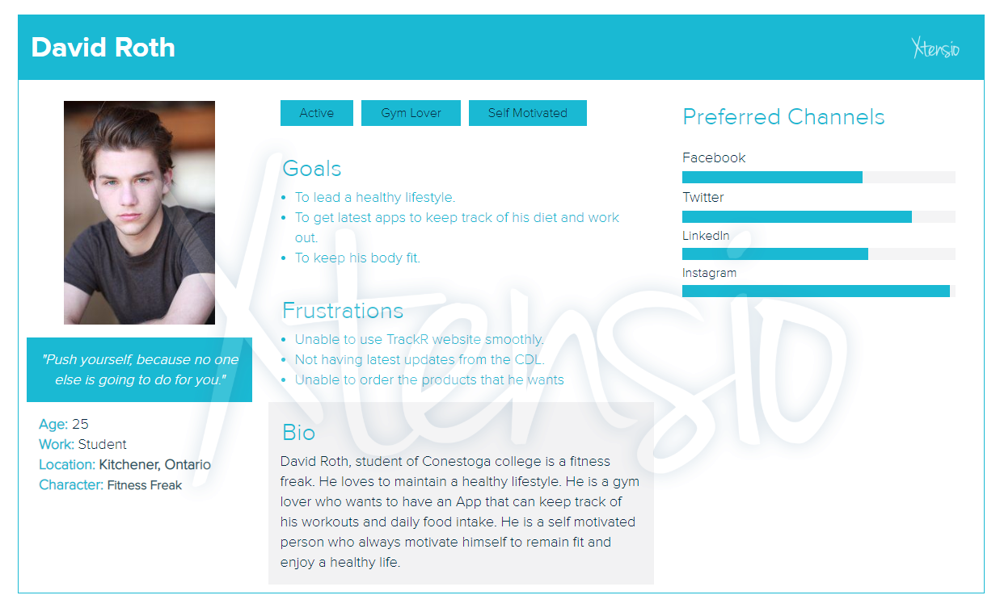 David Roth
Xtensio
"Push yourself, because no one
else is going to do for you."
Age: 25
Work: Student
Location: Kitchener, Ontario
Character: Fitness Freak
Active
Gym Lover
Self Motivated
Goals
To lead a healthy lifestyle.
To get latest apps to keep track of his diet and work
out.
To keep his body fit.
Frustrations
Unable to use TrackR website smoothly.
Not having latest updates from the CDL.
Unable to order the products that he wants
Bio
David Roth, student of Conestoga college is a fitness
freak. He loves to maintain a healthy lifestyle. He is a gym
lover who wants to have an App that can keep track of
his workouts and daily food intake. He is a self motivated
person who always motivate himself to remain fit and
enjoy a healthy life.
Preferred Channels
Facebook
Twitter
LinkedIn
Instagram
Xtensio